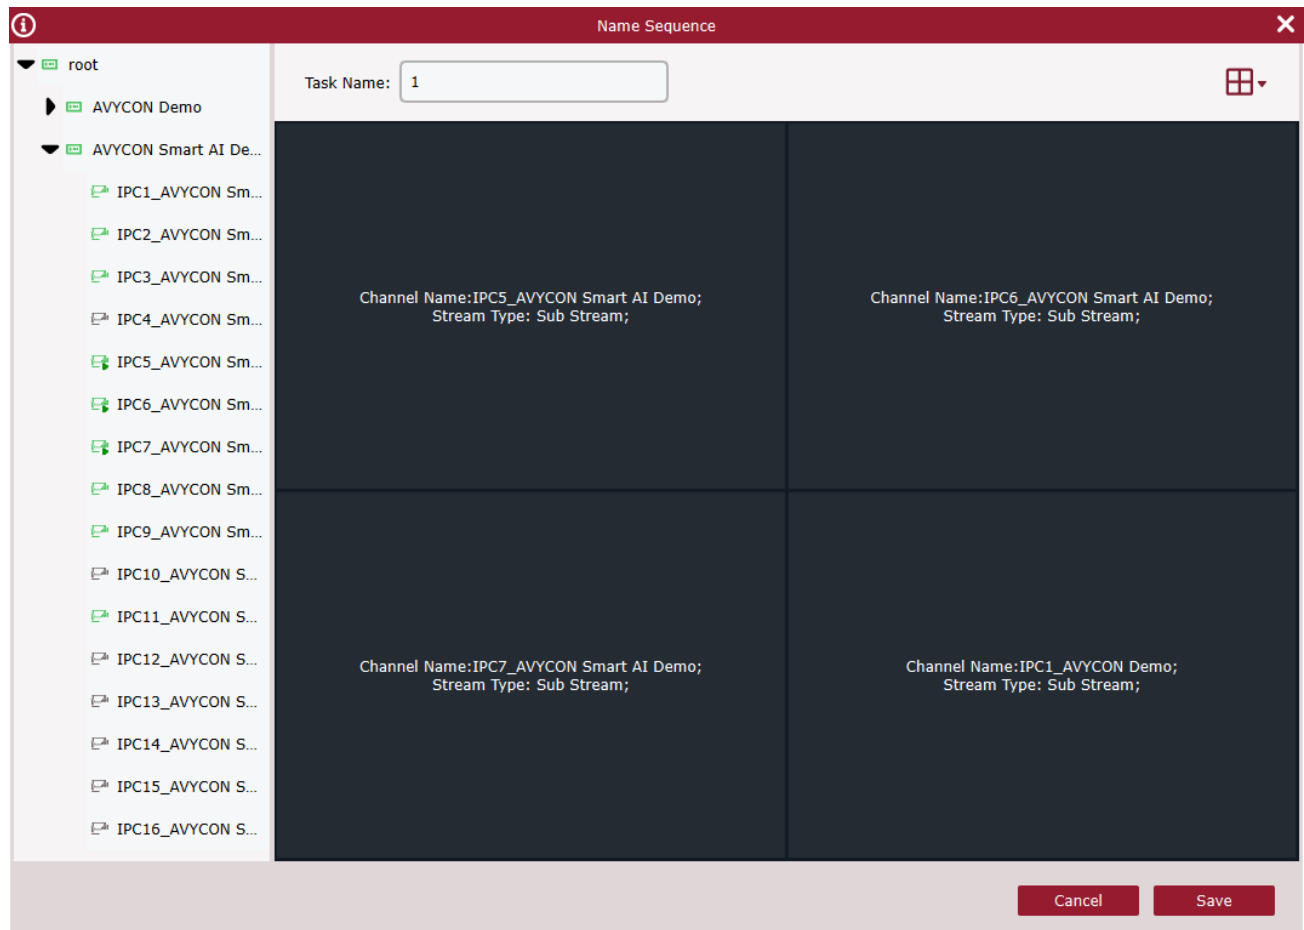 Name Sequence
root
AVYCON Demo
AVYCON Smart AI De...
IPC1_AVYCON Sm...
IPC2_AVYCON Sm...
IPC3_AVYCON Sm...
IPC4_AVYCON Sm...
IPC5_AVYCON Sm...
IPC6_AVYCON Sm...
IPC7_AVYCON Sm...
IPC8_AVYCON Sm...
IPC9_AVYCON Sm...
IPC10_AVYCON S...
IPC11_AVYCON S...
IPC12_AVYCON S...
IPC13_AVYCON S...
IPC14_AVYCON S...
IPC15_AVYCON S...
IPC16_AVYCON S...
Task Name: 1
Channel Name:IPC5_AVYCON Smart AI Demo;
Stream Type: Sub Stream;
Channel Name:IPC6_AVYCON Smart AI Demo;
Stream Type: Sub Stream;
Channel Name:IPC7_AVYCON Smart AI Demo;
Stream Type: Sub Stream;
Channel Name:IPC1_AVYCON Demo;
Stream Type: Sub Stream;
Cancel
Save